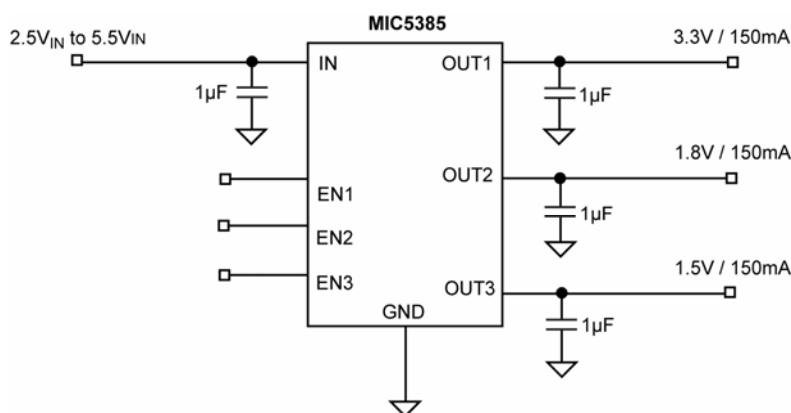 MIC5385
2.5VIN to 5.5VIN
3.3V / 150mA
IN
OUT1
1µF
1µF
1.8V / 150mA
EN1
OUT2
1µF
EN2
1.5V / 150mA
EN3
OUT3
GND
1µF